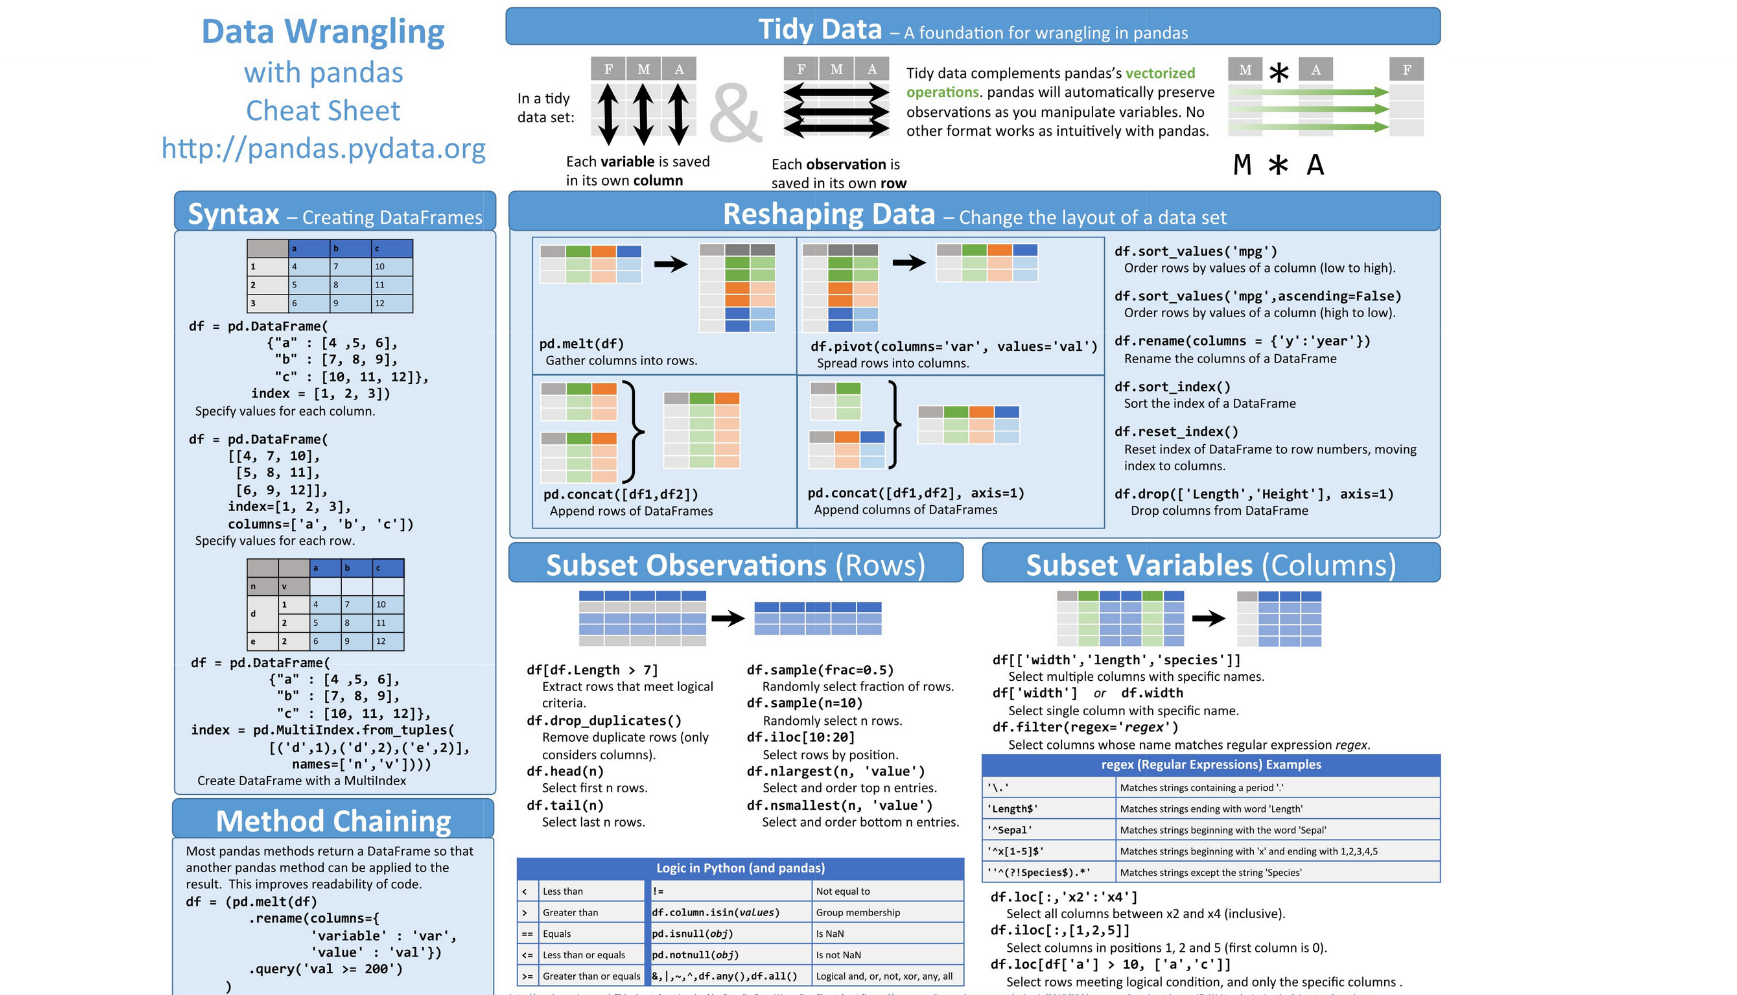 Data Wrangling
with pandas
Cheat Sheet
http://pandas.pydata.org
Tidy Data – A foundation for wrangling in pandas
In a tidy
data set:
F M A
Each variable is saved
in its own column
&
F M A
Each observation is
saved in its own row
Tidy data complements pandas's vectorized
operations. pandas will automatically preserve
observations as you manipulate variables. No
other format works as intuitively with pandas.
M * A F
M * A
Syntax – Creating DataFrames
a b c
1 4 7 10
2 5 8 11
3 6 9 12
df = pd.DataFrame(
{"a" : [4 ,5, 6],
"b" : [7, 8, 9],
"c" : [10, 11, 12]},
index = [1, 2, 3])
Specify values for each column.
df = pd.DataFrame(
[[4, 7, 10],
[5, 8, 11],
[6, 9, 12]],
index=[1, 2, 3],
columns=['a', 'b', 'c'])
Specify values for each row.
a b c
n v
d 1 4 7 10
2 5 8 11
e 2 6 9 12
df = pd.DataFrame(
{"a" : [4 ,5, 6],
"b" : [7, 8, 9],
"c" : [10, 11, 12]},
index = pd.MultiIndex.from_tuples(
[('d',1),('d',2),('e',2)],
names=['n','v'])))
Create DataFrame with a MultiIndex
Method Chaining
Most pandas methods return a DataFrame so that
another pandas method can be applied to the
result. This improves readability of code.
df = (pd.melt(df)
.rename(columns={
'variable' : 'var',
'value' : 'val'})
.query('val >= 200')
)
Reshaping Data – Change the layout of a data set
pd.melt(df)
Gather columns into rows.
df.pivot(columns='var', values='val')
Spread rows into columns.
pd.concat([df1,df2])
Append rows of DataFrames
pd.concat([df1,df2], axis=1)
Append columns of DataFrames
df.sort_values('mpg')
Order rows by values of a column (low to high).
df.sort_values('mpg',ascending=False)
Order rows by values of a column (high to low).
df.rename(columns = {'y':'year'})
Rename the columns of a DataFrame
df.sort_index()
Sort the index of a DataFrame
df.reset_index()
Reset index of DataFrame to row numbers, moving
index to columns.
df.drop(['Length','Height'], axis=1)
Drop columns from DataFrame
Subset Observations (Rows)
df[df.Length > 7]
Extract rows that meet logical
criteria.
df.drop_duplicates()
Remove duplicate rows (only
considers columns).
df.head(n)
Select first n rows.
df.tail(n)
Select last n rows.
df.sample(frac=0.5)
Randomly select fraction of rows.
df.sample(n=10)
Randomly select n rows.
df.iloc[10:20]
Select rows by position.
df.nlargest(n, 'value')
Select and order top n entries.
df.nsmallest(n, 'value')
Select and order bottom n entries.
Logic in Python (and pandas)
< Less than != Not equal to
> Greater than df.column.isin(values) Group membership
== Equals pd.isnull(obj) Is NaN
<= Less than or equals pd.notnull(obj) Is not NaN
>= Greater than or equals &,|,~,^,df.any(),df.all() Logical and, or, not, xor, any, all
Subset Variables (Columns)
df[['width','length','species']]
Select multiple columns with specific names.
df['width'] or df.width
Select single column with specific name.
df.filter(regex='regex')
Select columns whose name matches regular expression regex.
regex (Regular Expressions) Examples
'\.' Matches strings containing a period '.'
'Length$' Matches strings ending with word 'Length'
'^Sepal' Matches strings beginning with the word 'Sepal'
'^x[1-5]$' Matches strings beginning with 'x' and ending with 1,2,3,4,5
''^(?!Species$).*' Matches strings except the string 'Species'
df.loc[:,'x2':'x4']
Select all columns between x2 and x4 (inclusive).
df.iloc[:,[1,2,5]]
Select columns in positions 1, 2 and 5 (first column is 0).
df.loc[df['a'] > 10, ['a','c']]
Select rows meeting logical condition, and only the specific columns .